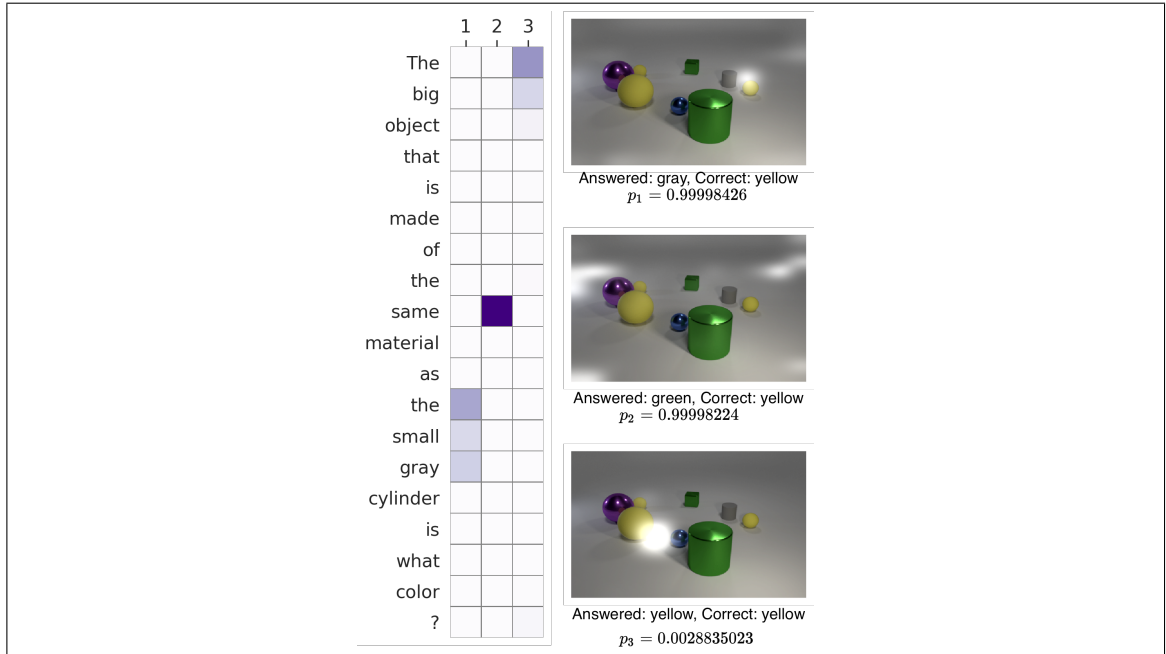 1 2 3
The
big
object
that
is
made
of
the
same
material
as
the
small
gray
cylinder
is
what
color
?
Answered: gray, Correct: yellow
p₁ = 0.99998426
Answered: green, Correct: yellow
p₂ = 0.99998224
Answered: yellow, Correct: yellow
p₃ = 0.0028835023